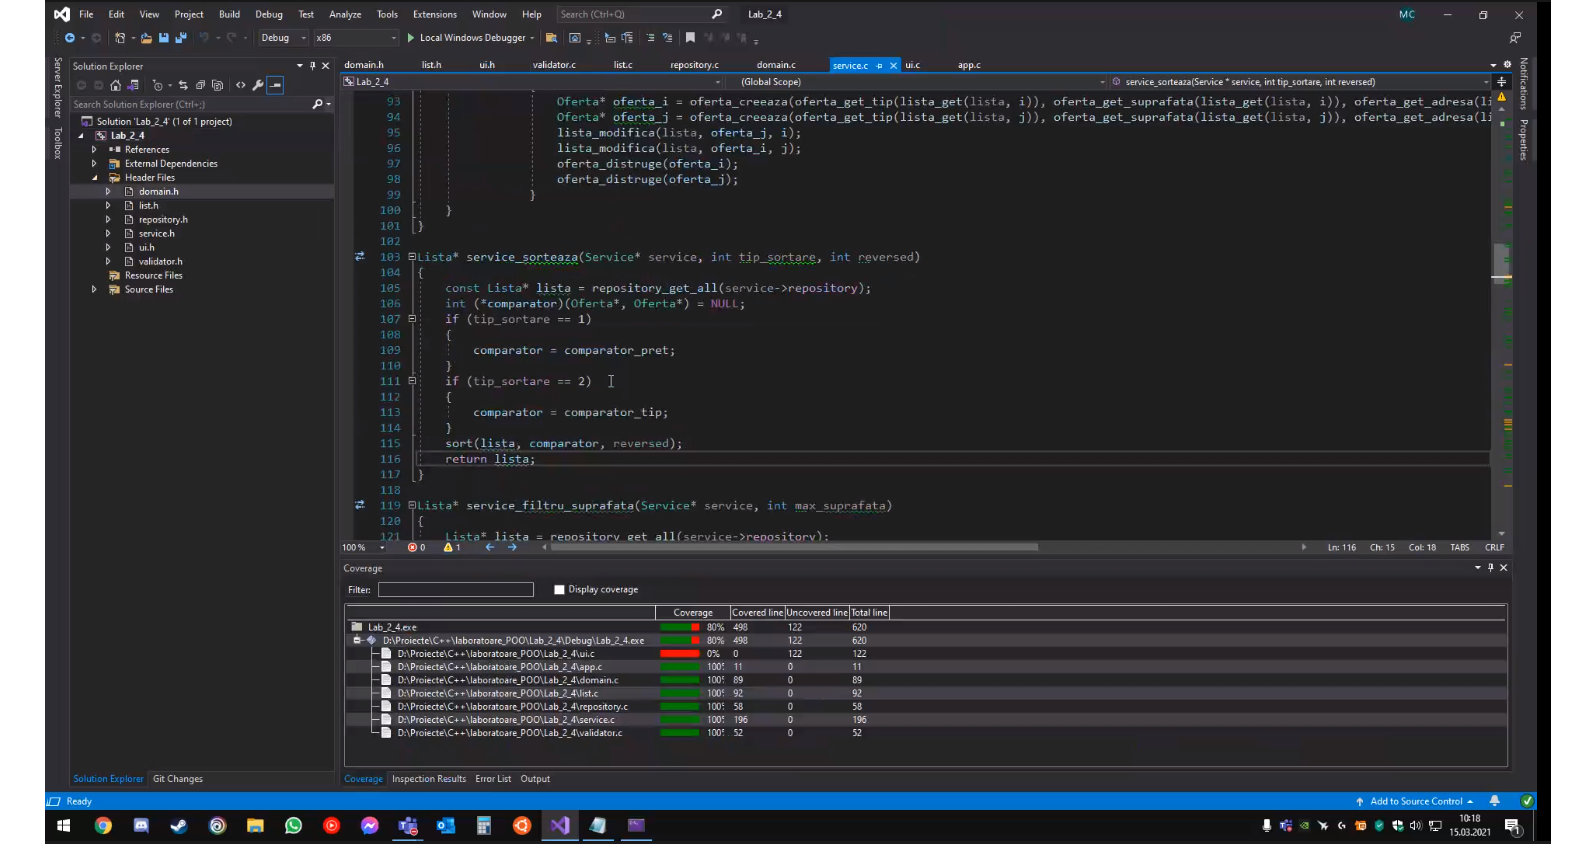 File Edit View Project Build Debug Test Analyze Tools Extensions Window Help Search (Ctrl+Q) Lab_2_4 MC
Debug x86 Local Windows Debugger
Server Explorer
Toolbox
Solution Explorer
Search Solution Explorer (Ctrl+;)
Solution 'Lab_2_4' (1 of 1 project)
Lab_2_4
References
External Dependencies
Header Files
domain.h
list.h
repository.h
service.h
ui.h
validator.h
Resource Files
Source Files
Solution Explorer Git Changes
domain.h list.h ui.h validator.c list.c repository.c domain.c service.c ui.c app.c
Lab_2_4 (Global Scope) service_sorteaza(Service * service, int tip_sortare, int reversed)
93 Oferta* oferta_i = oferta_creeaza(oferta_get_tip(lista_get(lista, i)), oferta_get_suprafata(lista_get(lista, i)), oferta_get_adresa(li
94 Oferta* oferta_j = oferta_creeaza(oferta_get_tip(lista_get(lista, j)), oferta_get_suprafata(lista_get(lista, j)), oferta_get_adresa(li
95 lista_modifica(lista, oferta_j, i);
96 lista_modifica(lista, oferta_i, j);
97 oferta_distruge(oferta_i);
98 oferta_distruge(oferta_j);
99 }
100 }
101 }
102
103 Lista* service_sorteaza(Service* service, int tip_sortare, int reversed)
104 {
105 const Lista* lista = repository_get_all(service->repository);
106 int (*comparator)(Oferta*, Oferta*) = NULL;
107 if (tip_sortare == 1)
108 {
109 comparator = comparator_pret;
110 }
111 if (tip_sortare == 2)
112 {
113 comparator = comparator_tip;
114 }
115 sort(lista, comparator, reversed);
116 return lista;
117 }
118
119 Lista* service_filtru_suprafata(Service* service, int max_suprafata)
120 {
121 Lista* lista = repository_get_all(service->repository);
100 % 0 1 Ln: 116 Ch: 15 Col: 18 TABS CRLF
Notifications
Properties
Coverage
Filter: Display coverage
Coverage Covered line Uncovered line Total line
Lab_2_4.exe 80% 498 122 620
D:\Proiecte\C++\laboratoare_POO\Lab_2_4\Debug\Lab_2_4.exe 80% 498 122 620
D:\Proiecte\C++\laboratoare_POO\Lab_2_4\ui.c 0% 0 122 122
D:\Proiecte\C++\laboratoare_POO\Lab_2_4\app.c 100% 11 0 11
D:\Proiecte\C++\laboratoare_POO\Lab_2_4\domain.c 100% 89 0 89
D:\Proiecte\C++\laboratoare_POO\Lab_2_4\list.c 100% 92 0 92
D:\Proiecte\C++\laboratoare_POO\Lab_2_4\repository.c 100% 58 0 58
D:\Proiecte\C++\laboratoare_POO\Lab_2_4\service.c 100% 196 0 196
D:\Proiecte\C++\laboratoare_POO\Lab_2_4\validator.c 100% 52 0 52
Coverage Inspection Results Error List Output
Ready Add to Source Control
10:18
15.03.2021
1